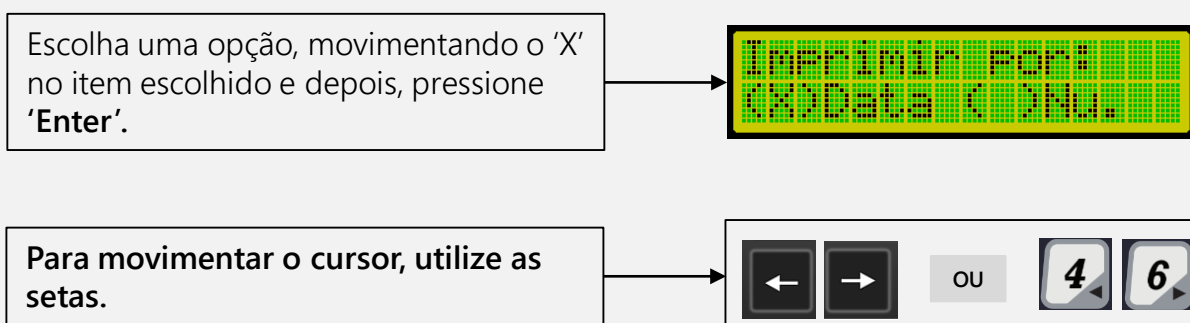 Escolha uma opção, movimentando o ‘X’
no item escolhido e depois, pressione
‘Enter’.
Imprimir por:
(X)Data ( )Nu.
Para movimentar o cursor, utilize as
setas.
OU
4
6